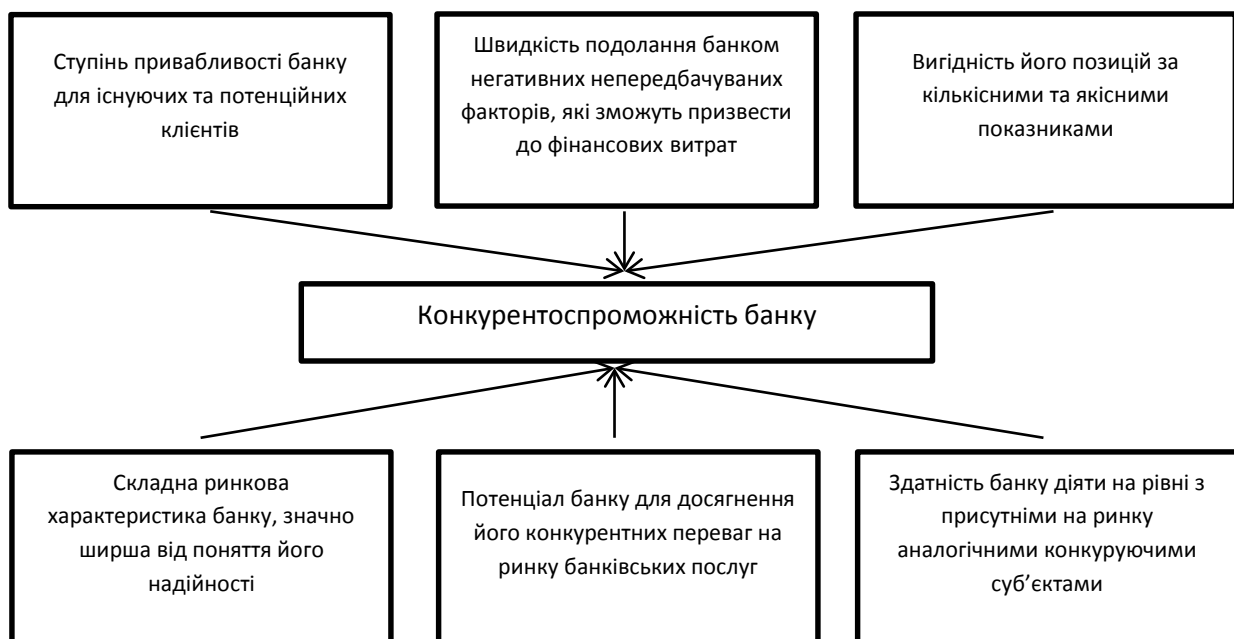 Ступінь привабливості банку
для існуючих та потенційних
клієнтів
Швидкість подолання банком
негативних непередбачуваних
факторів, які зможуть призвести
до фінансових витрат
Вигідність його позицій за
кількісними та якісними
показниками
Конкурентоспроможність банку
Складна ринкова
характеристика банку, значно
ширша від поняття його
надійності
Потенціал банку для досягнення
його конкурентних переваг на
ринку банківських послуг
Здатність банку діяти на рівні з
присутніми на ринку
аналогічними конкуруючими
суб’єктами